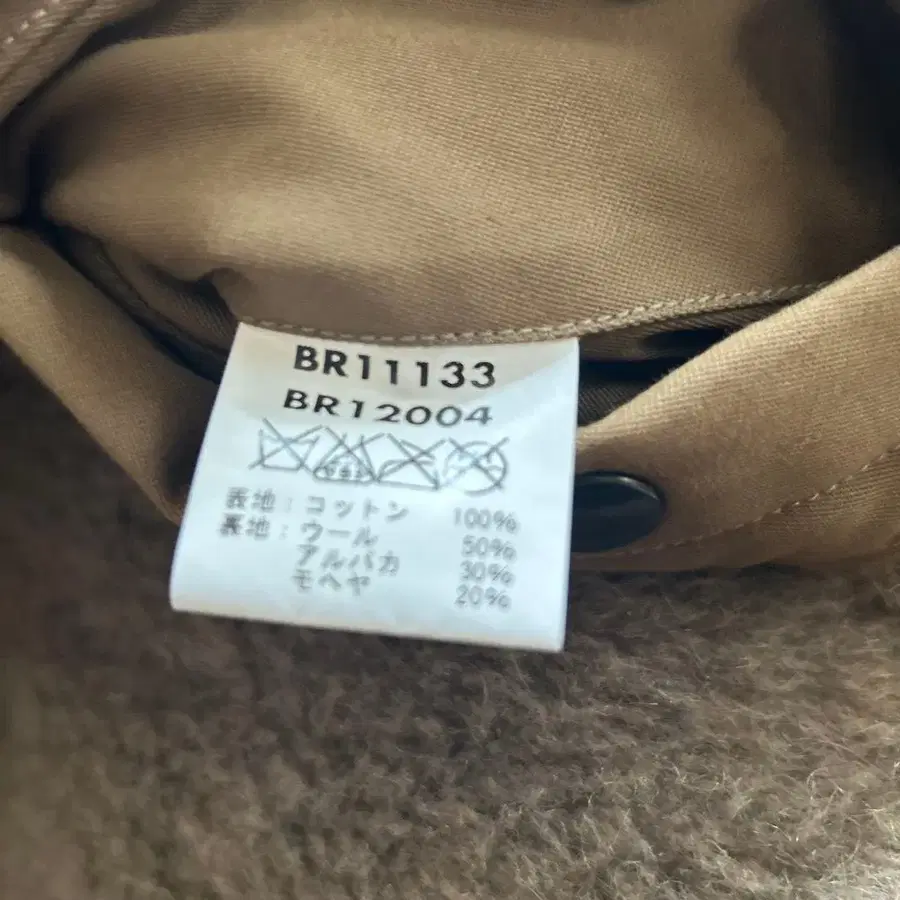 BR11133
BR12004
表地：コットン 100%
裏地：ウール 50%
アルパカ 30%
モヘヤ 20%